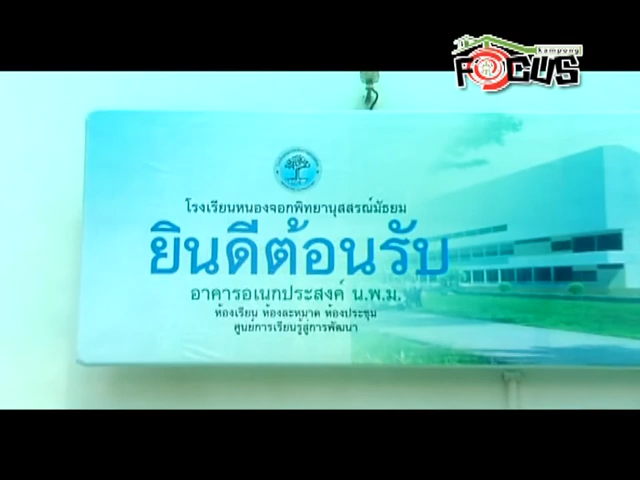 Kampung
FOCUS
โรงเรียนหนองจอกพิทยานุสสรณ์มัธยม
ยินดีต้อนรับ
อาคารอเนกประสงค์ น.พ.ม.
ห้องเรียน ห้องละหมาด ห้องประชุม
ศูนย์การเรียนรู้สู่การพัฒนา